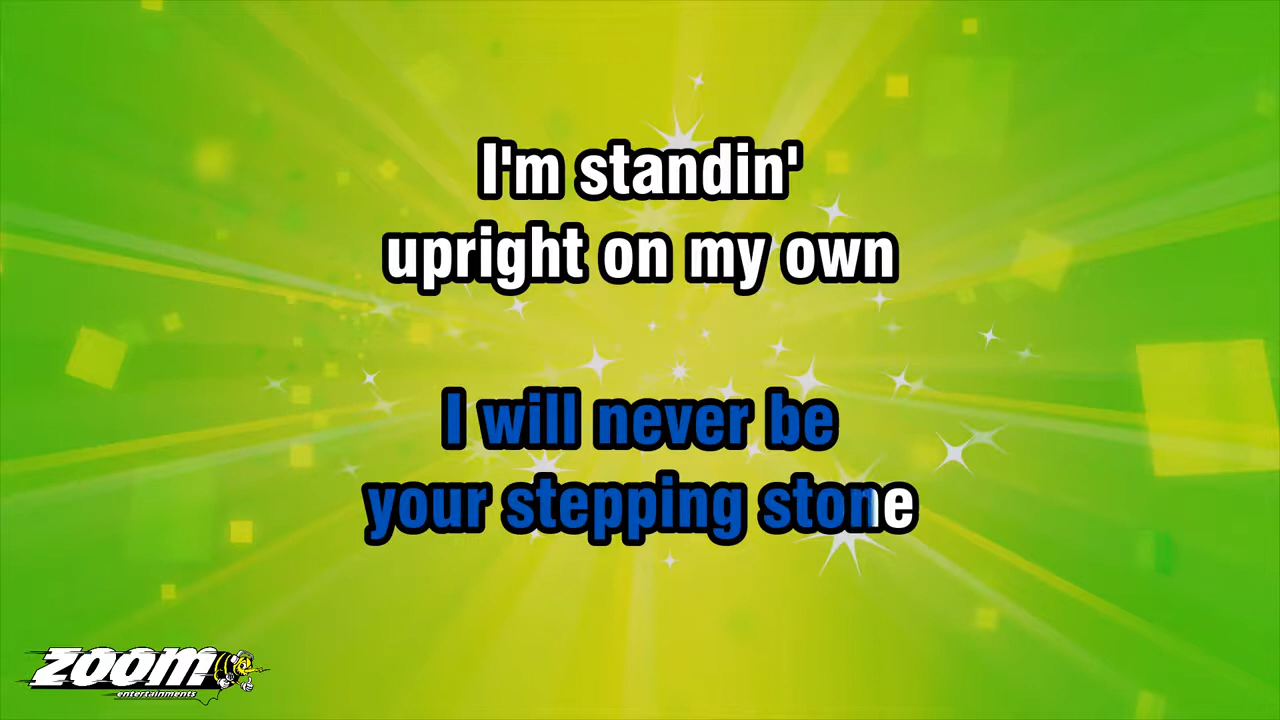 I'm standin'
upright on my own
I will never be
your stepping stone
ZOOM
entertainments